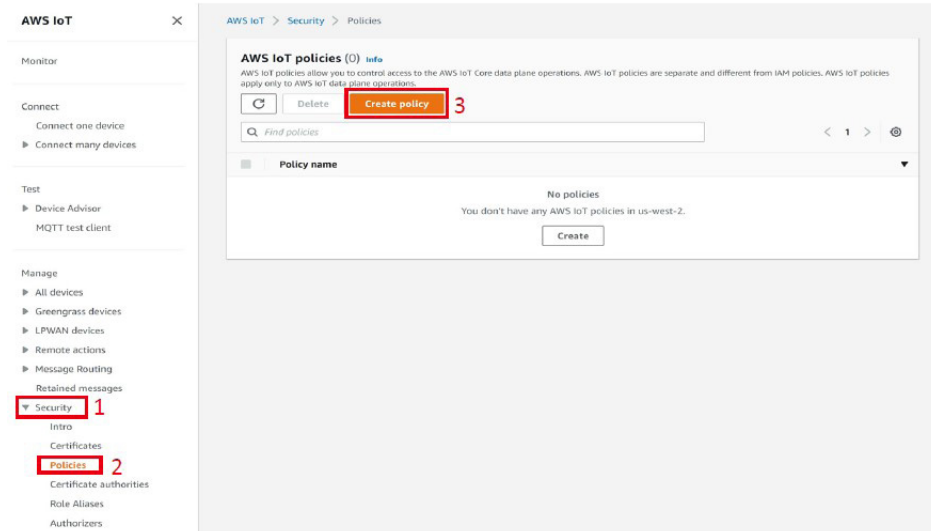 AWS IoT
Monitor
Connect
Connect one device
Connect many devices
Test
Device Advisor
MQTT test client
Manage
All devices
Greengrass devices
LPWAN devices
Remote actions
Message Routing
Retained messages
Security 1
Intro
Certificates
Policies 2
Certificate authorities
Role Aliases
Authorizers
AWS IoT > Security > Policies
AWS IoT policies (0) Info
AWS IoT policies allow you to control access to the AWS IoT Core data plane operations. AWS IoT policies are separate and different from IAM policies. AWS IoT policies
apply only to AWS IoT data plane operations.
Delete Create policy 3
Find policies
< 1 >
Policy name
No policies
You don't have any AWS IoT policies in us-west-2.
Create